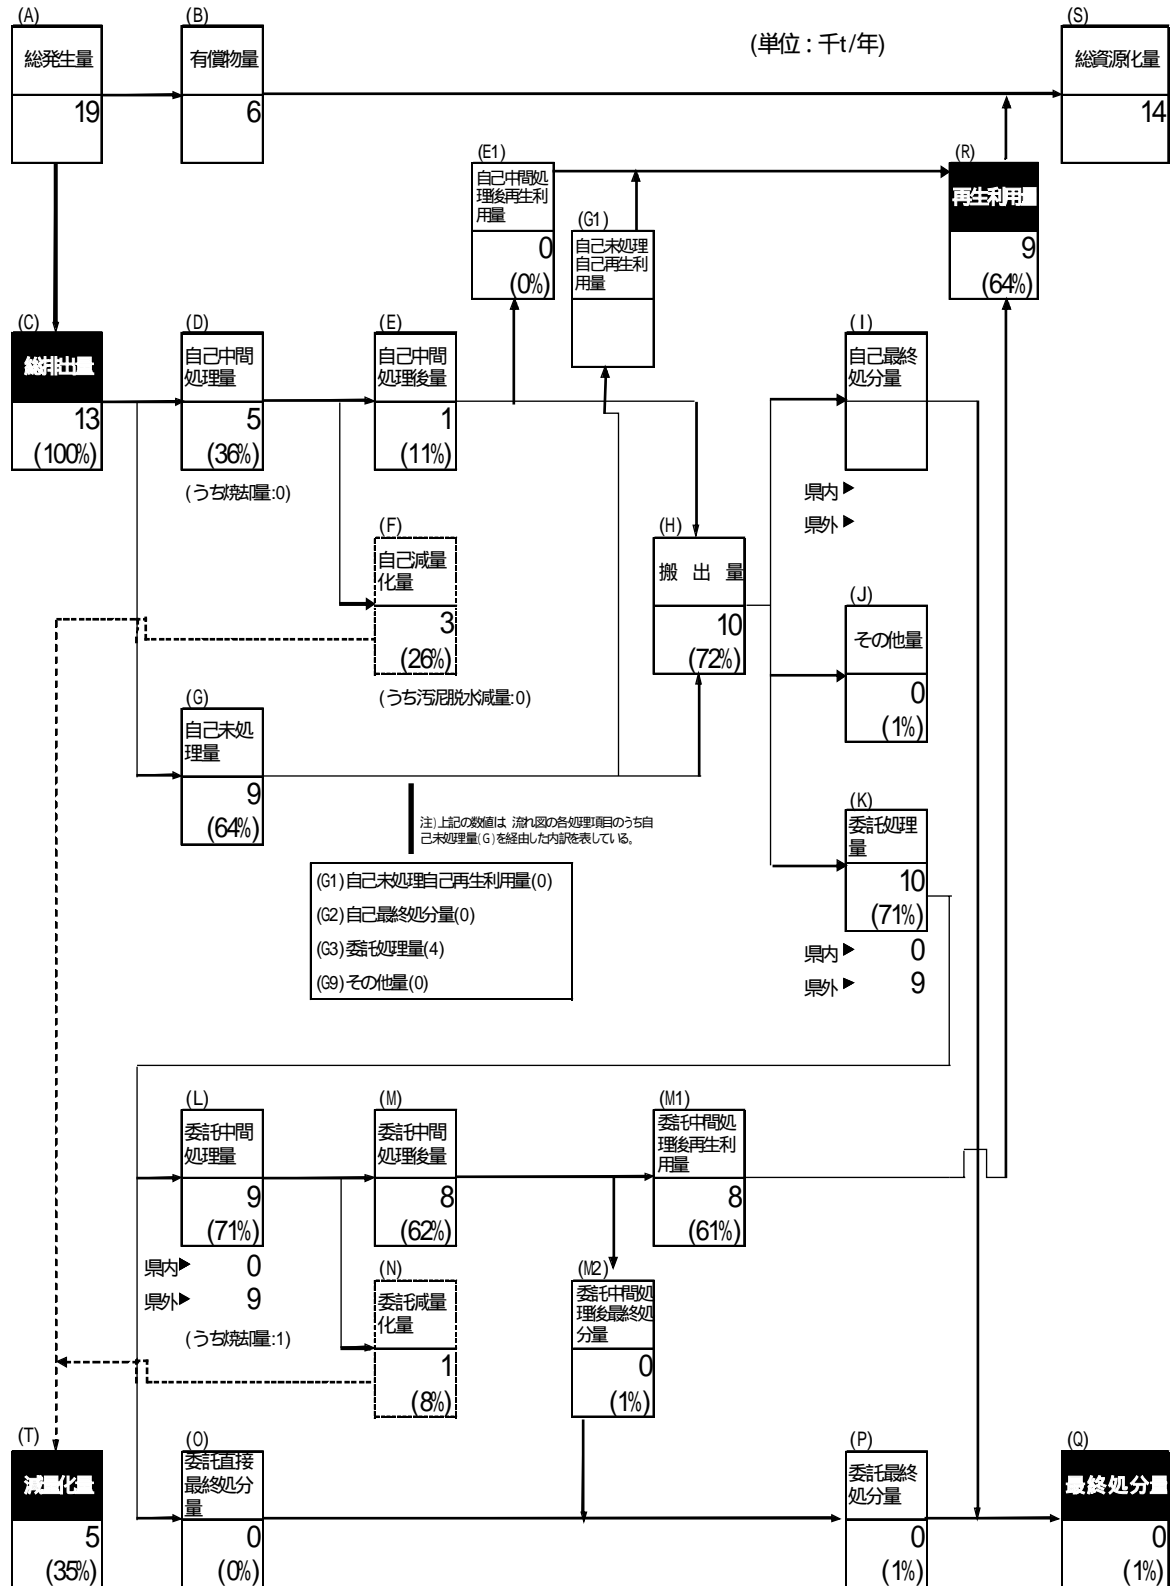 (A)
総発生量
19
(B)
有償物量
6
(単位：千t/年)
(S)
総資源化量
14
(E1)
自己中間処
理後再生利
用量
0
(0%)
(G1)
自己未処理
自己再生利
用量
(R)
再生利用量
9
(64%)
(C)
総排出量
13
(100%)
(D)
自己中間
処理量
5
(36%)
(うち焼却量:0)
(E)
自己中間
処理後量
1
(11%)
(I)
自己最終
処分量
県内▶
県外▶
(F)
自己減量
化量
3
(26%)
(うち汚泥脱水減量:0)
(H)
搬 出 量
10
(72%)
(J)
その他量
0
(1%)
(G)
自己未処
理量
9
(64%)
注)上記の数値は 流れ図の各処理項目のうち自
己未処理量(G)を経由した内訳を表している。
(G1)自己未処理自己再生利用量(0)
(G2)自己最終処分量(0)
(G3)委託処理量(4)
(G9)その他量(0)
(K)
委託処理
量
10
(71%)
県内▶ 0
県外▶ 9
(L)
委託中間
処理量
9
(71%)
県内▶ 0
県外▶ 9
(うち焼却量:1)
(M)
委託中間
処理後量
8
(62%)
(M1)
委託中間処
理後再生利
用量
8
(61%)
(N)
委託減量
化量
1
(8%)
(M2)
委託中間処
理後最終処
分量
0
(1%)
(T)
減量化量
5
(35%)
(O)
委託直接
最終処分
量
0
(0%)
(P)
委託最終
処分量
0
(1%)
(Q)
最終処分量
0
(1%)